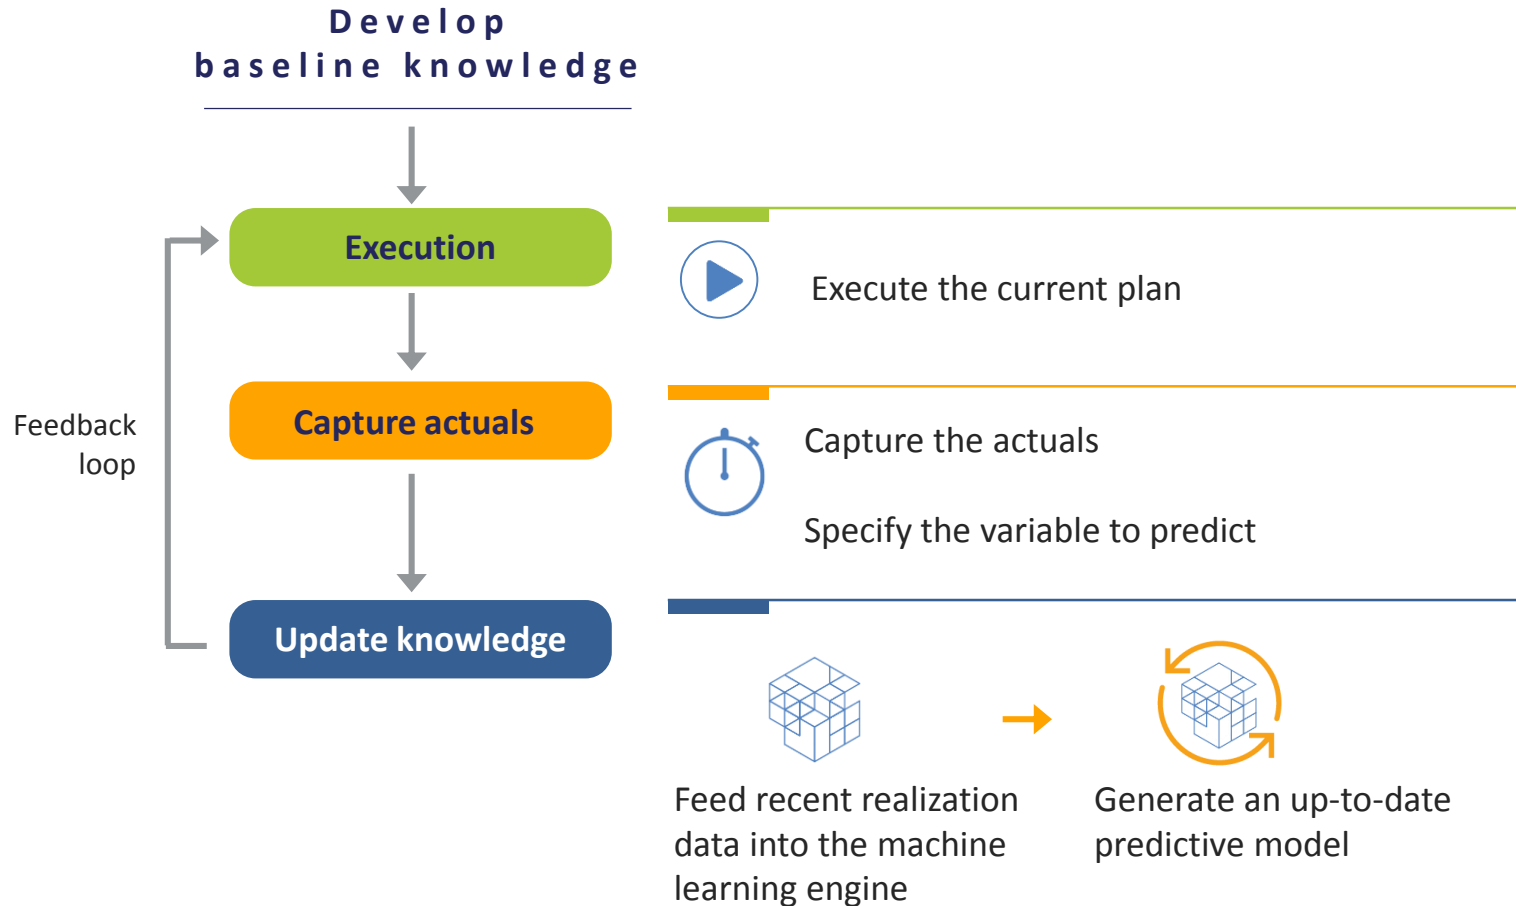 Develop
baseline knowledge
Execution
Execute the current plan
Capture actuals
Feedback
loop
Capture the actuals
Specify the variable to predict
Update knowledge
Feed recent realization
data into the machine
learning engine
Generate an up-to-date
predictive model